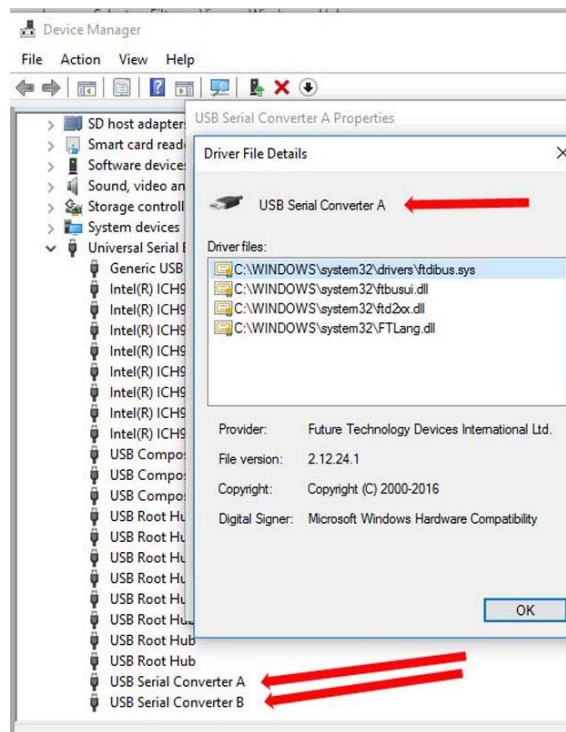 Device Manager
File Action View Help
USB Serial Converter A Properties
SD host adapter
Smart card read
Software device
Sound, video an
Storage controll
System devices
Universal Serial
Generic USB
Intel(R) ICH9
Intel(R) ICH9
Intel(R) ICH9
Intel(R) ICH9
Intel(R) ICH9
Intel(R) ICH9
Intel(R) ICH9
Intel(R) ICH9
USB Compo
USB Compo
USB Compo
USB Root Hu
USB Root Hu
USB Root Hu
USB Root Hu
USB Root Hu
USB Root Hu
USB Root Hub
USB Root Hub
USB Serial Converter A
USB Serial Converter B
Driver File Details
USB Serial Converter A
Driver files:
C:\WINDOWS\system32\drivers\ftdibus.sys
C:\WINDOWS\system32\ftbusui.dll
C:\WINDOWS\system32\ftd2xx.dll
C:\WINDOWS\system32\FTLang.dll
Provider: Future Technology Devices International Ltd.
File version: 2.12.24.1
Copyright: Copyright (C) 2000-2016
Digital Signer: Microsoft Windows Hardware Compatibility
OK